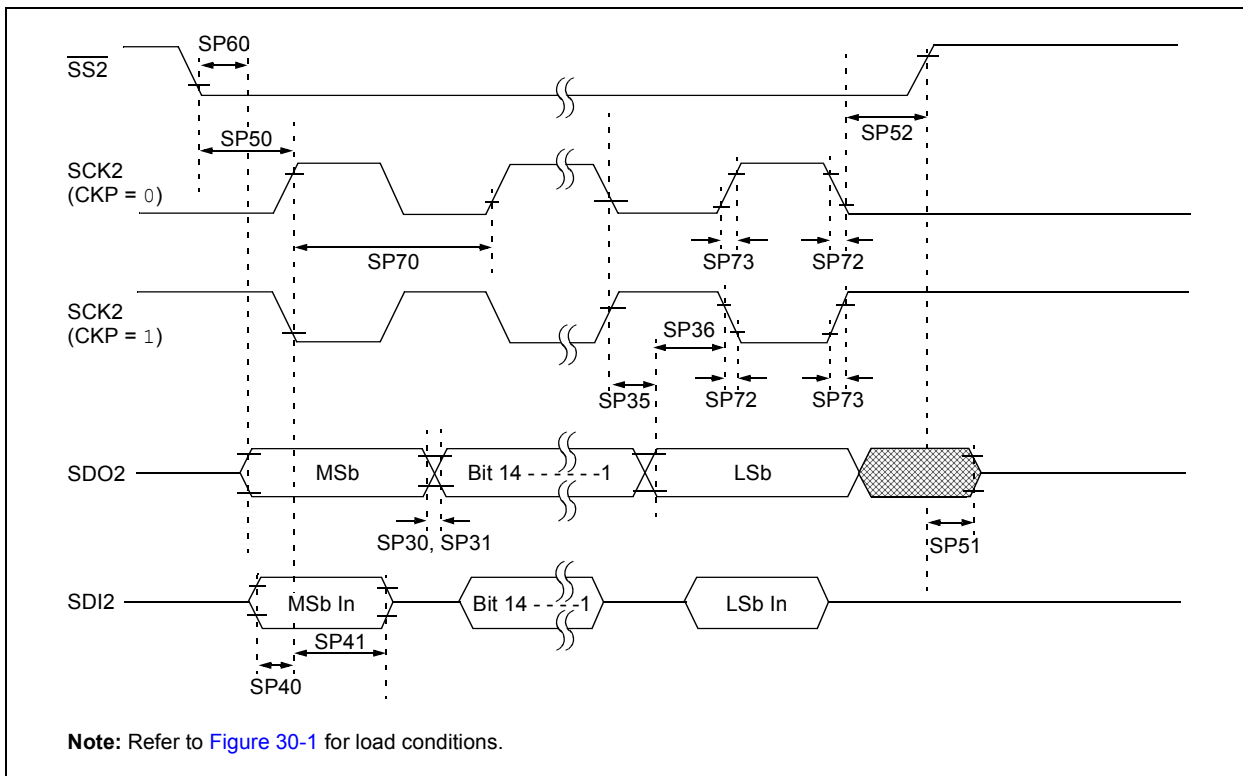 SP60
SS2
SP50
SP52
SCK2
(CKP = 0)
SP70
SP73
SP72
SCK2
(CKP = 1)
SP36
SP35
SP72
SP73
SDO2
MSb
Bit 14 - - - - - -1
LSb
SP30, SP31
SP51
SDI2
MSb In
Bit 14 - - - -1
LSb In
SP41
SP40
Note: Refer to Figure 30-1 for load conditions.